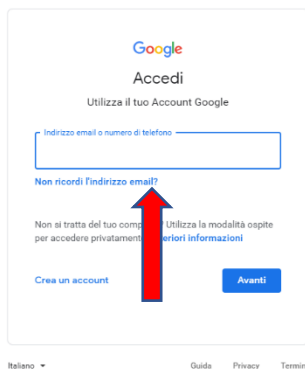 Google
Accedi
Utilizza il tuo Account Google
Indirizzo email o numero di telefono
Non ricordi l'indirizzo email?
Non si tratta del tuo Utilizza la modalità ospite
per accedere informazioni
Crea un account
Avanti
Italiano
Guida Privacy